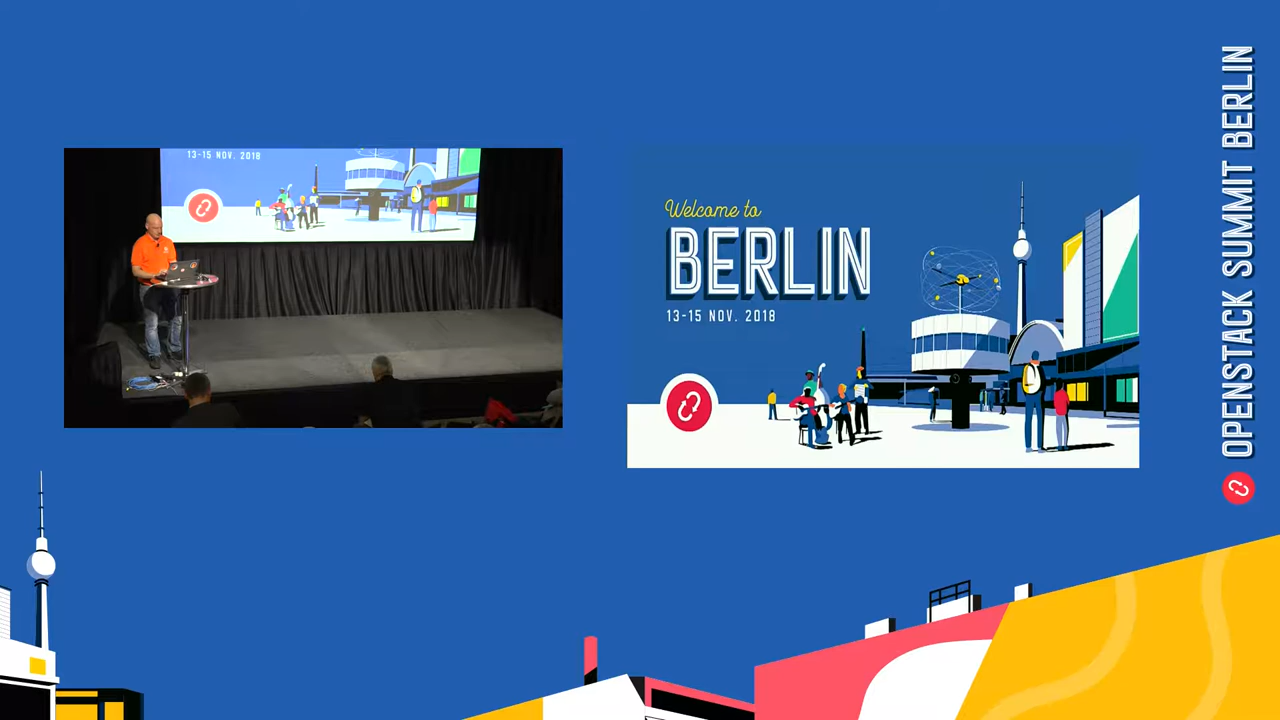 13-15 NOV. 2018
Welcome to
BERLIN
13-15 NOV. 2018
OPENSTACK SUMMIT BERLIN